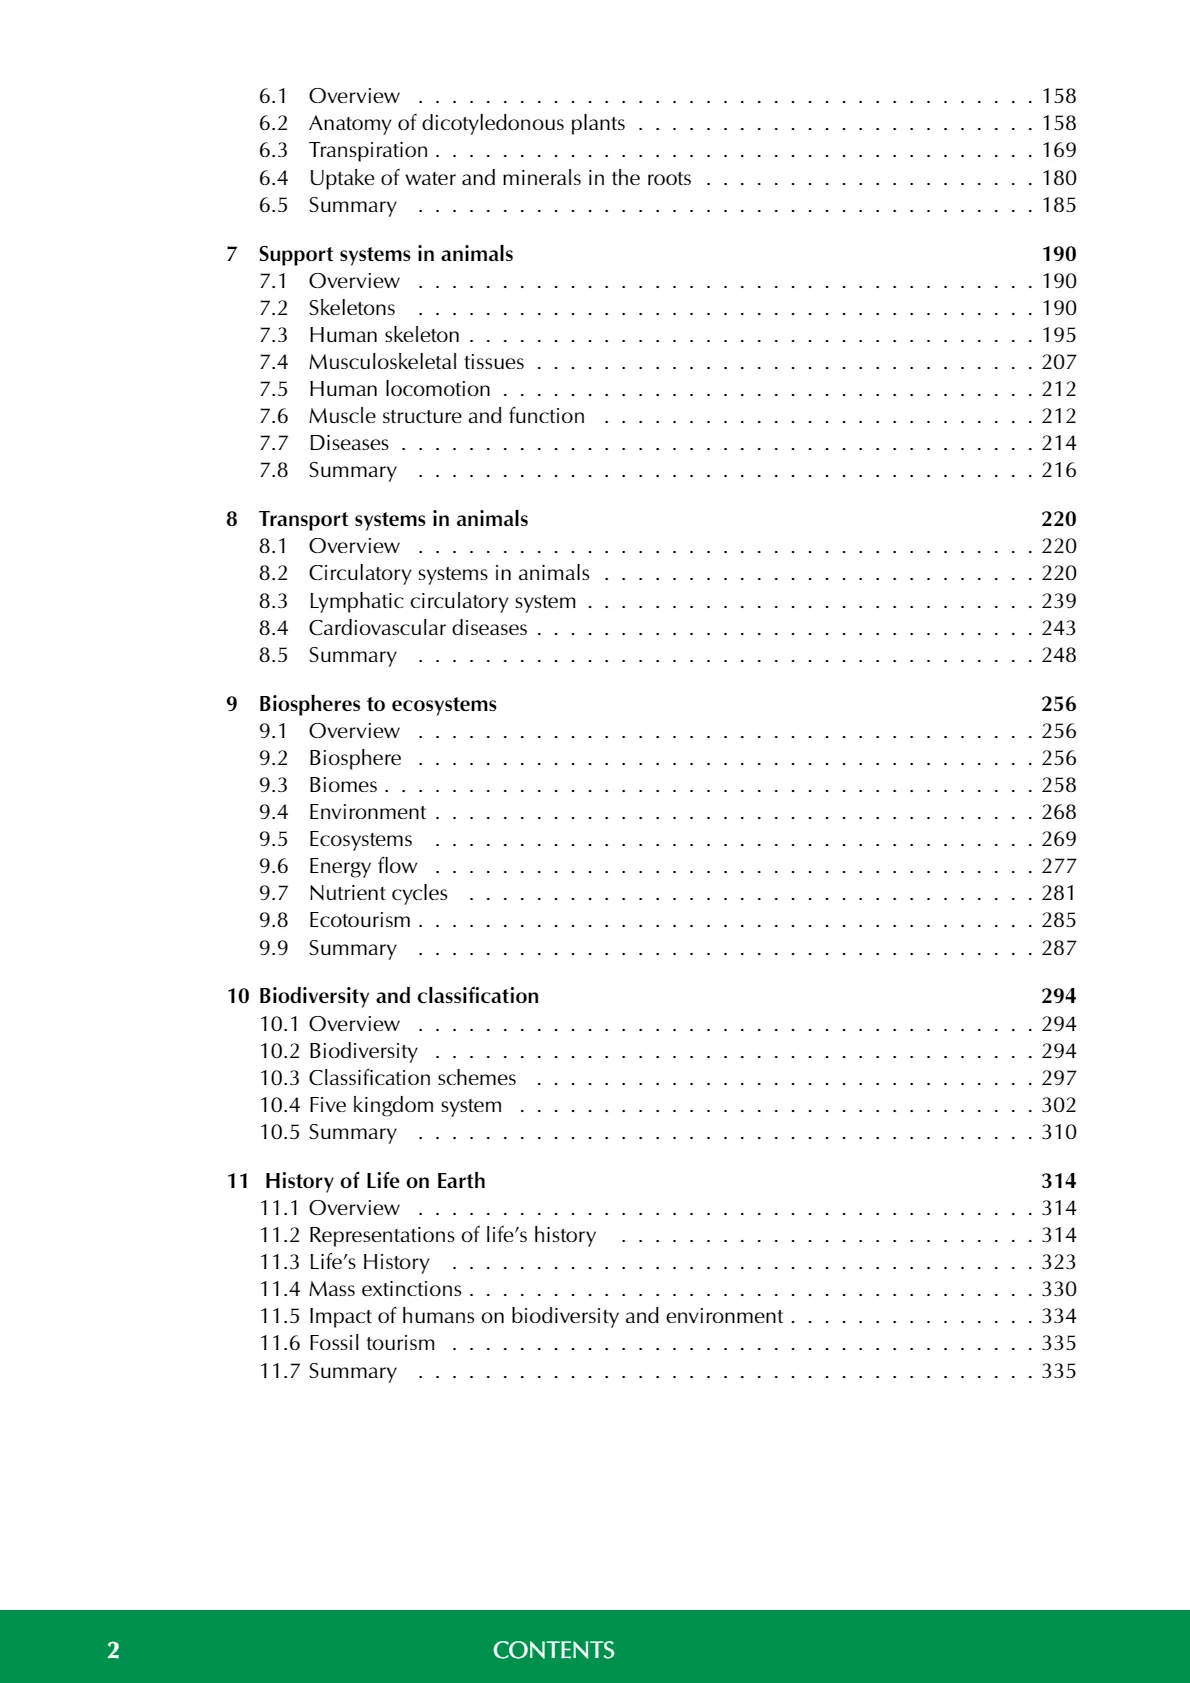 6.1 Overview . . . . . . . . . . . . . . . . . . . . . . . . . . . . . . . . . . . . . 158
6.2 Anatomy of dicotyledonous plants . . . . . . . . . . . . . . . . . . . . . . . . 158
6.3 Transpiration . . . . . . . . . . . . . . . . . . . . . . . . . . . . . . . . . . . . 169
6.4 Uptake of water and minerals in the roots . . . . . . . . . . . . . . . . . . . . 180
6.5 Summary . . . . . . . . . . . . . . . . . . . . . . . . . . . . . . . . . . . . . 185
7 Support systems in animals 190
7.1 Overview . . . . . . . . . . . . . . . . . . . . . . . . . . . . . . . . . . . . . 190
7.2 Skeletons . . . . . . . . . . . . . . . . . . . . . . . . . . . . . . . . . . . . . 190
7.3 Human skeleton . . . . . . . . . . . . . . . . . . . . . . . . . . . . . . . . . . 195
7.4 Musculoskeletal tissues . . . . . . . . . . . . . . . . . . . . . . . . . . . . . . 207
7.5 Human locomotion . . . . . . . . . . . . . . . . . . . . . . . . . . . . . . . . 212
7.6 Muscle structure and function . . . . . . . . . . . . . . . . . . . . . . . . . . 212
7.7 Diseases . . . . . . . . . . . . . . . . . . . . . . . . . . . . . . . . . . . . . . 214
7.8 Summary . . . . . . . . . . . . . . . . . . . . . . . . . . . . . . . . . . . . . 216
8 Transport systems in animals 220
8.1 Overview . . . . . . . . . . . . . . . . . . . . . . . . . . . . . . . . . . . . . 220
8.2 Circulatory systems in animals . . . . . . . . . . . . . . . . . . . . . . . . . . 220
8.3 Lymphatic circulatory system . . . . . . . . . . . . . . . . . . . . . . . . . . . 239
8.4 Cardiovascular diseases . . . . . . . . . . . . . . . . . . . . . . . . . . . . . . 243
8.5 Summary . . . . . . . . . . . . . . . . . . . . . . . . . . . . . . . . . . . . . 248
9 Biospheres to ecosystems 256
9.1 Overview . . . . . . . . . . . . . . . . . . . . . . . . . . . . . . . . . . . . . 256
9.2 Biosphere . . . . . . . . . . . . . . . . . . . . . . . . . . . . . . . . . . . . . 256
9.3 Biomes . . . . . . . . . . . . . . . . . . . . . . . . . . . . . . . . . . . . . . . 258
9.4 Environment . . . . . . . . . . . . . . . . . . . . . . . . . . . . . . . . . . . . 268
9.5 Ecosystems . . . . . . . . . . . . . . . . . . . . . . . . . . . . . . . . . . . . 269
9.6 Energy flow . . . . . . . . . . . . . . . . . . . . . . . . . . . . . . . . . . . . 277
9.7 Nutrient cycles . . . . . . . . . . . . . . . . . . . . . . . . . . . . . . . . . . 281
9.8 Ecotourism . . . . . . . . . . . . . . . . . . . . . . . . . . . . . . . . . . . . . 285
9.9 Summary . . . . . . . . . . . . . . . . . . . . . . . . . . . . . . . . . . . . . 287
10 Biodiversity and classification 294
10.1 Overview . . . . . . . . . . . . . . . . . . . . . . . . . . . . . . . . . . . . . 294
10.2 Biodiversity . . . . . . . . . . . . . . . . . . . . . . . . . . . . . . . . . . . . 294
10.3 Classification schemes . . . . . . . . . . . . . . . . . . . . . . . . . . . . . . 297
10.4 Five kingdom system . . . . . . . . . . . . . . . . . . . . . . . . . . . . . . . 302
10.5 Summary . . . . . . . . . . . . . . . . . . . . . . . . . . . . . . . . . . . . . 310
11 History of Life on Earth 314
11.1 Overview . . . . . . . . . . . . . . . . . . . . . . . . . . . . . . . . . . . . . 314
11.2 Representations of life’s history . . . . . . . . . . . . . . . . . . . . . . . . . 314
11.3 Life’s History . . . . . . . . . . . . . . . . . . . . . . . . . . . . . . . . . . . 323
11.4 Mass extinctions . . . . . . . . . . . . . . . . . . . . . . . . . . . . . . . . . . 330
11.5 Impact of humans on biodiversity and environment . . . . . . . . . . . . . . . 334
11.6 Fossil tourism . . . . . . . . . . . . . . . . . . . . . . . . . . . . . . . . . . . 335
11.7 Summary . . . . . . . . . . . . . . . . . . . . . . . . . . . . . . . . . . . . . 335
2 CONTENTS